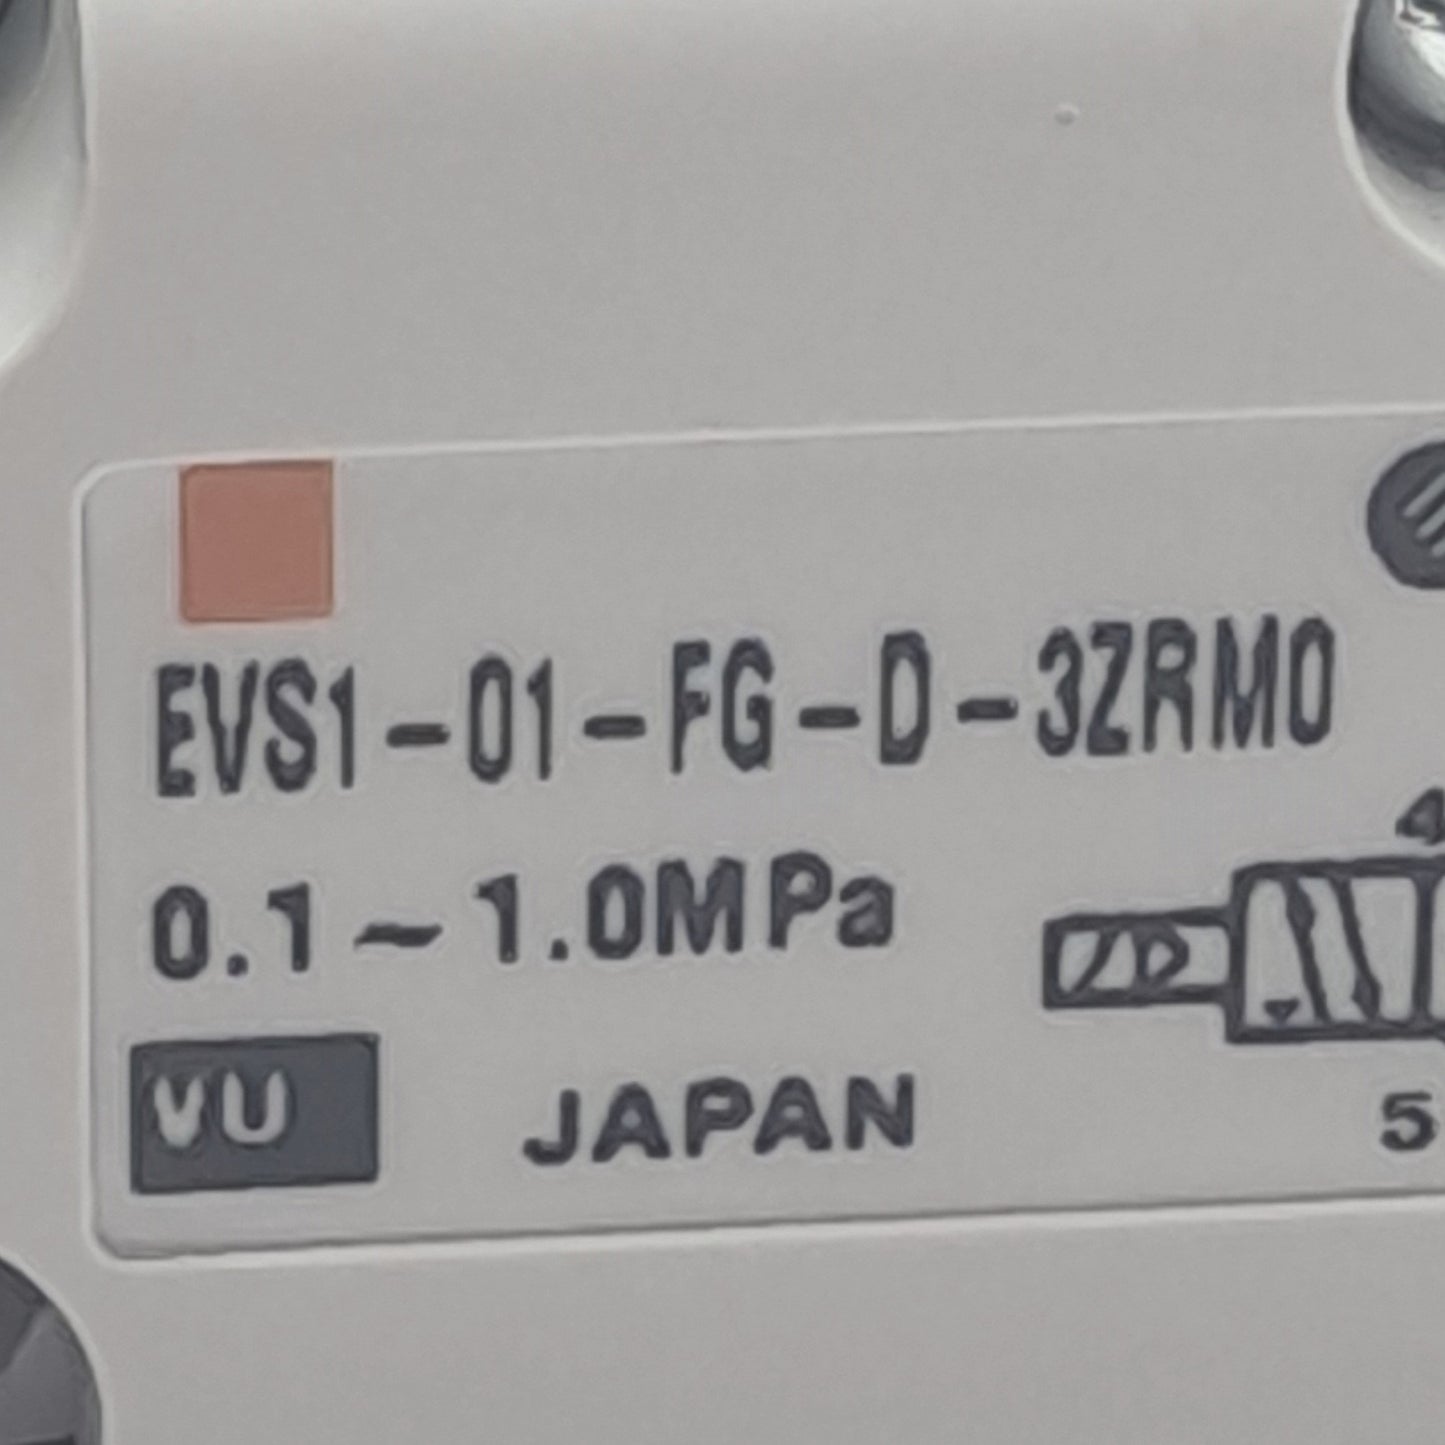 EVS1-01-FG-D-3ZRM0
0.1~1.0MPa
4
VU JAPAN
5